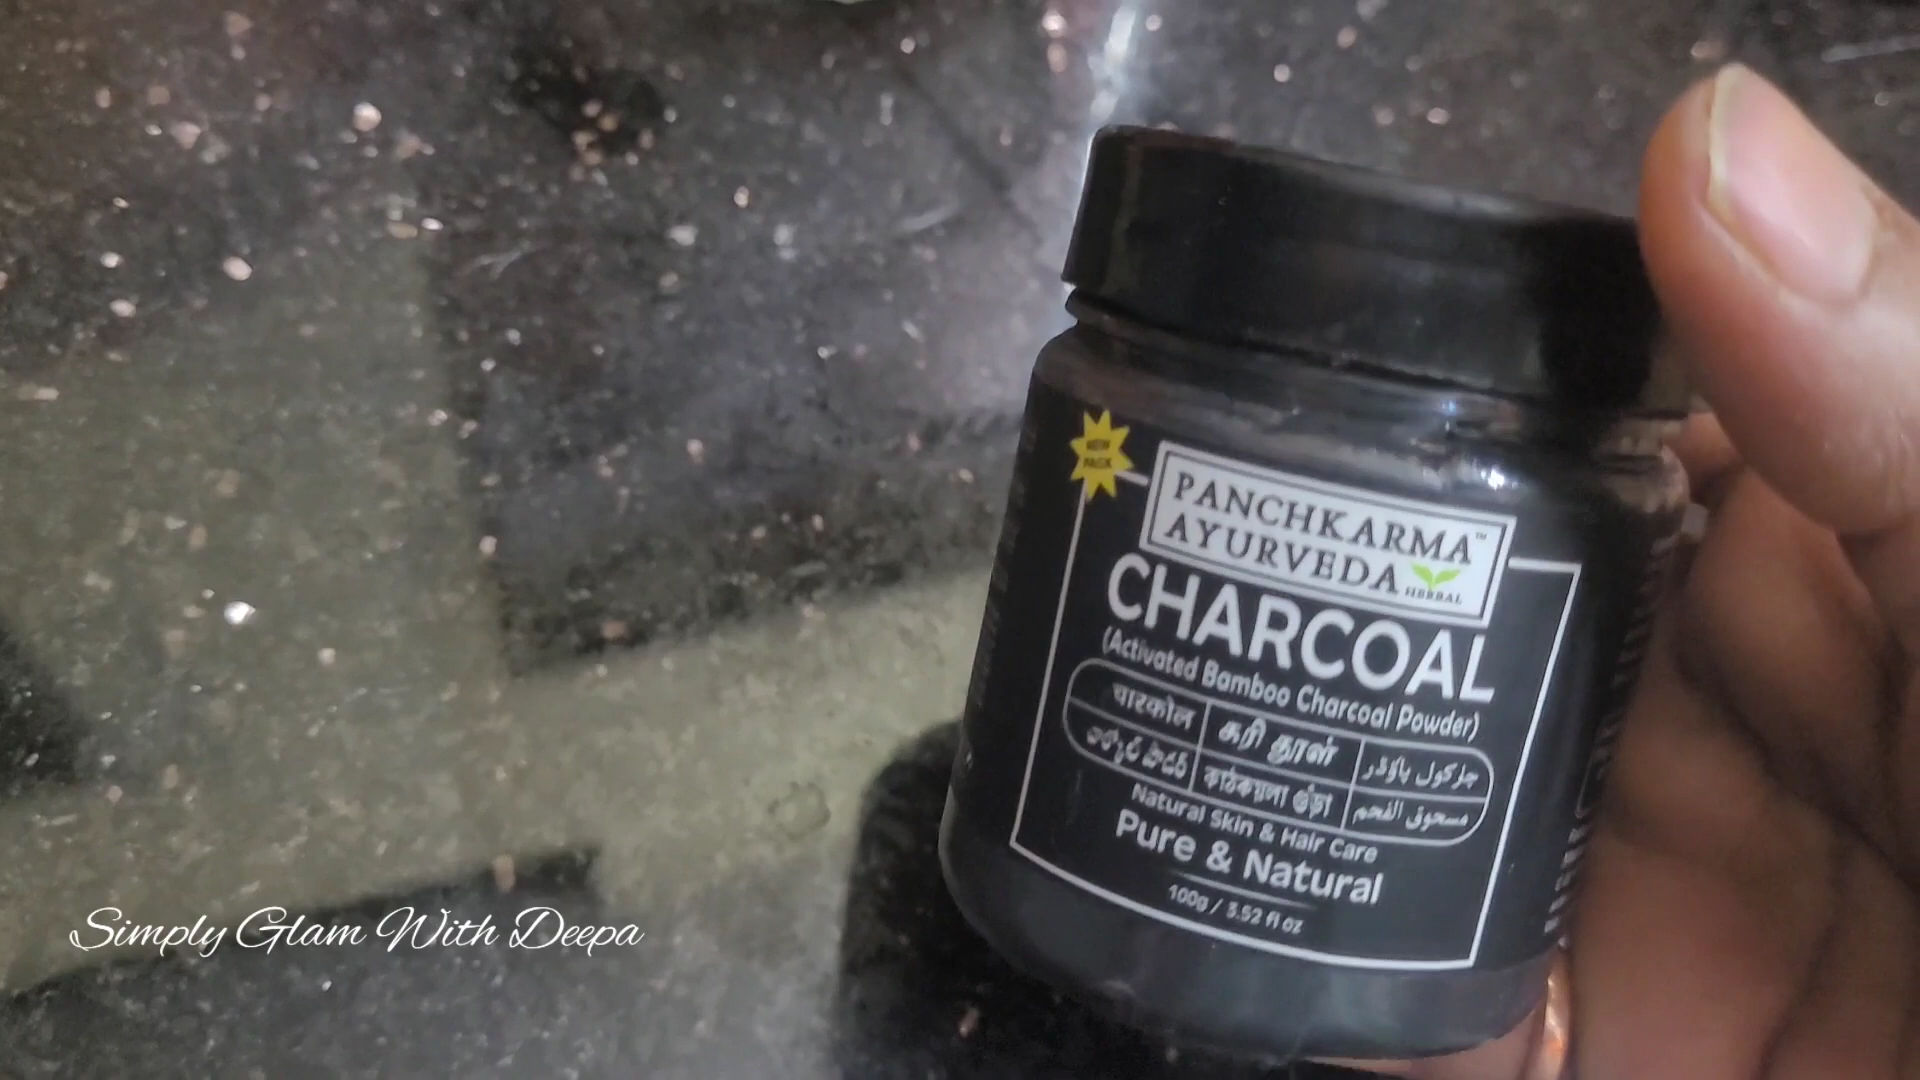 NEW
PACK
PANCHKARMA™
AYURVEDA
HERBAL
CHARCOAL
(Activated Bamboo Charcoal Powder)
चारकोल
கரி தூள்
چارکول پاؤڈر
কাঠকয়লা গুঁড়া
مسحوق الفحم
Natural Skin & Hair Care
Pure & Natural
100g / 3.52 fl oz
Simply Glam With Deepa